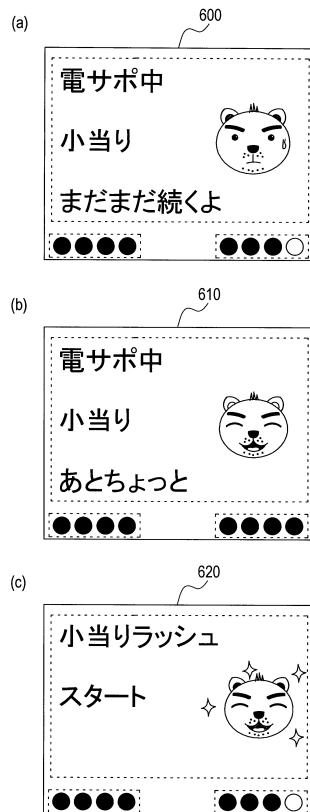 (a)
600
電サポ中
小当り
まだまだ続くよ
(b)
610
電サポ中
小当り
あとちょっと
(c)
620
小当りラッシュ
スタート